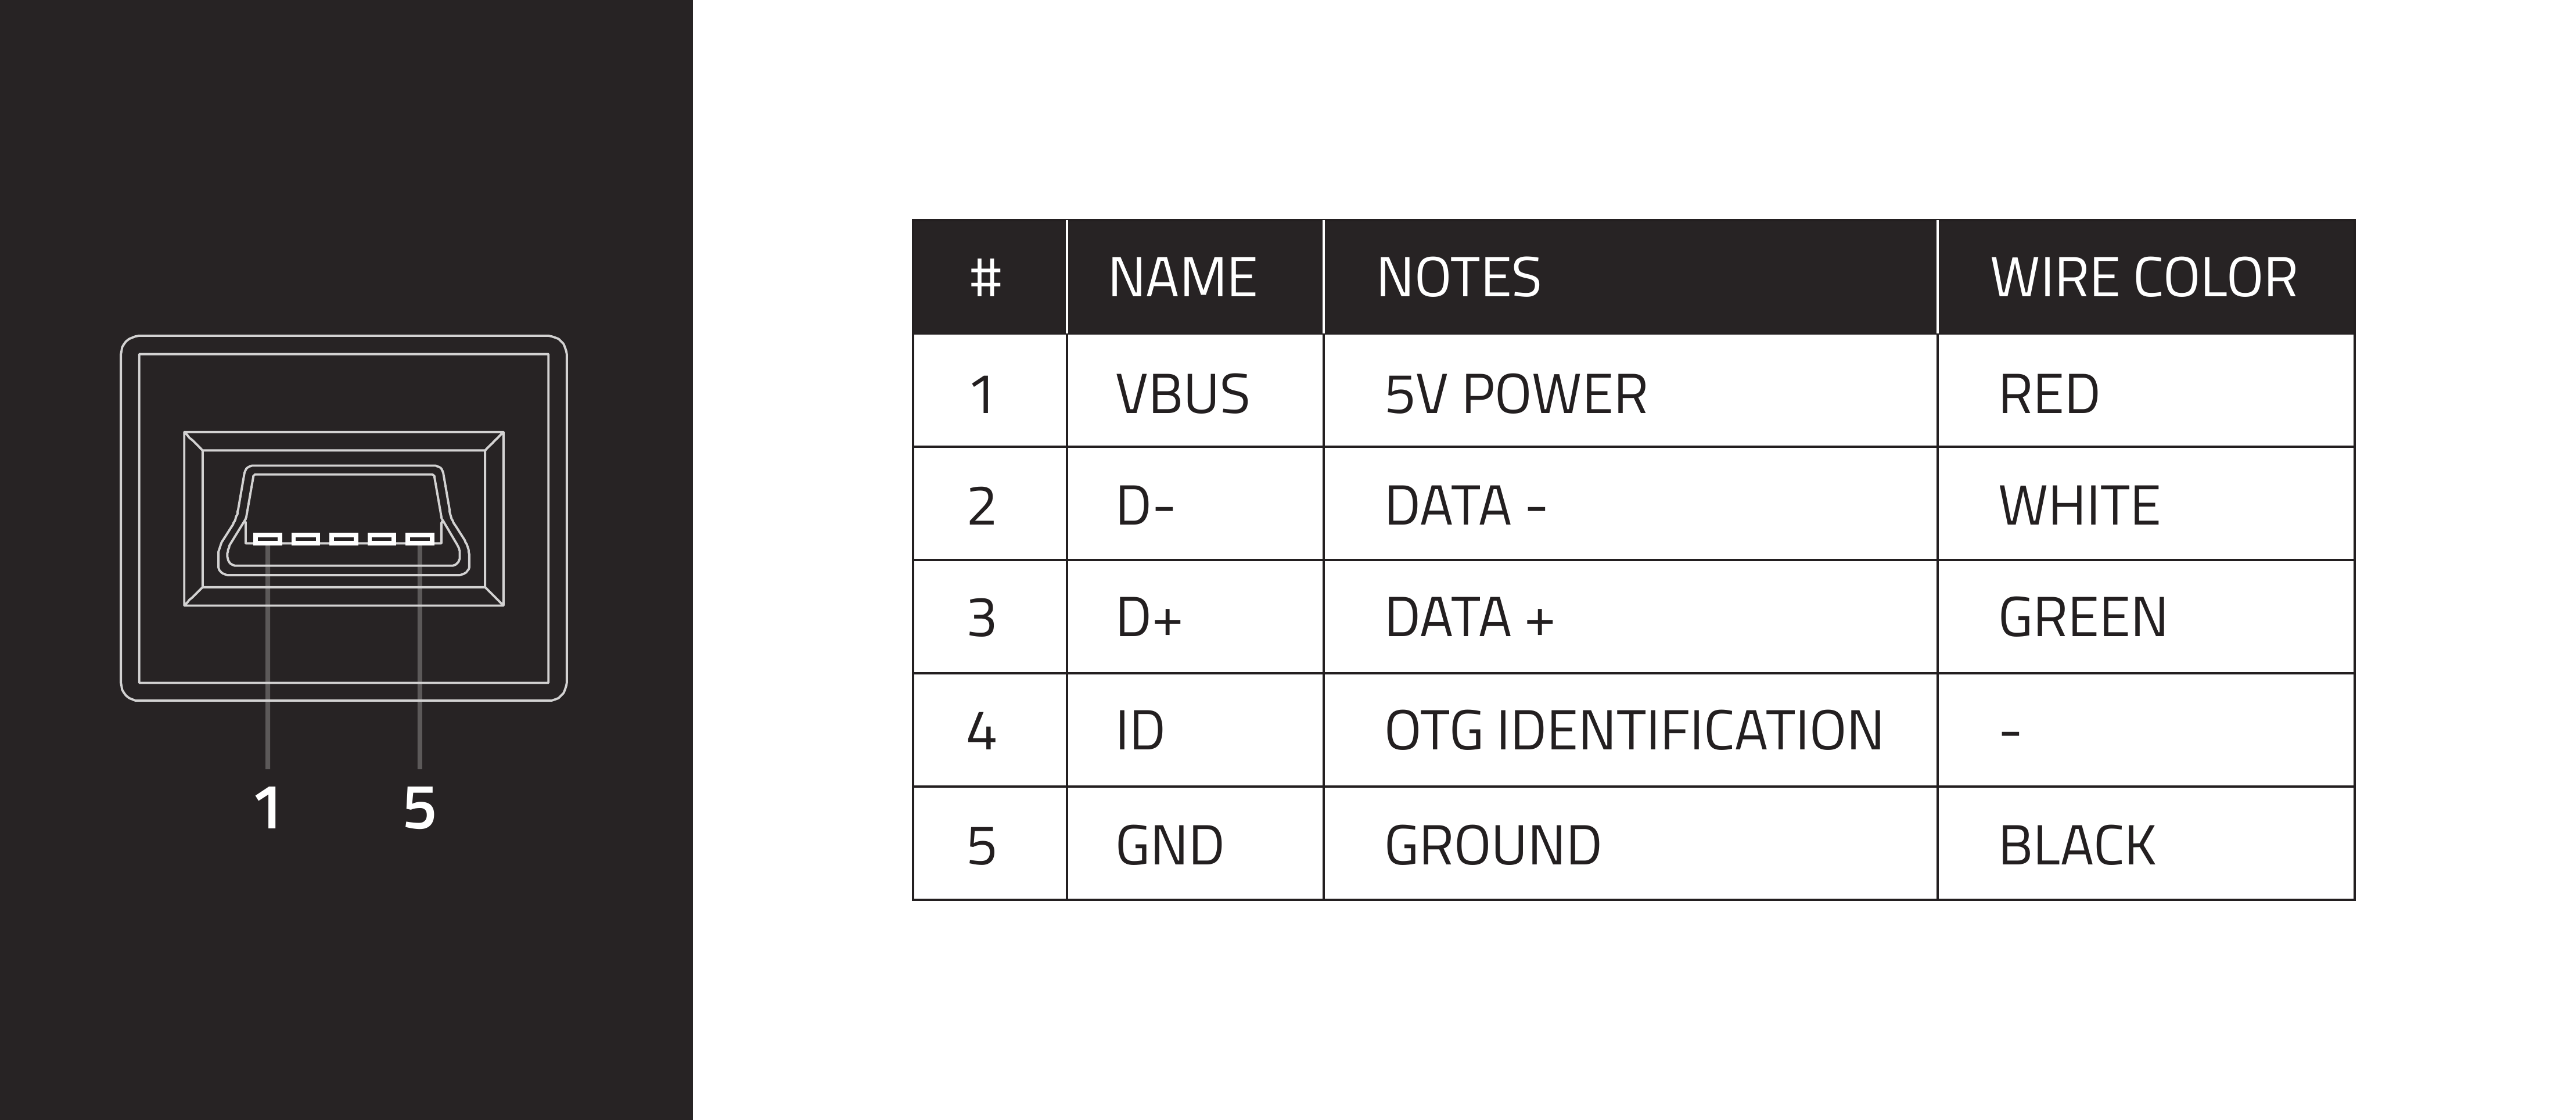 1 5
# NAME NOTES WIRE COLOR
1 VBUS 5V POWER RED
2 D- DATA - WHITE
3 D+ DATA + GREEN
4 ID OTG IDENTIFICATION -
5 GND GROUND BLACK